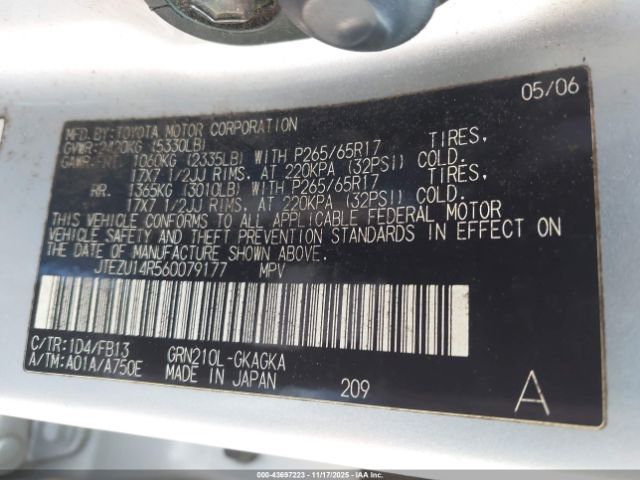 05/06
MFD.BY:TOYOTA MOTOR CORPORATION
GVWR:2420KG (5330LB)
GAWR:FRT. 1060KG (2335LB) WITH P265/65R17 TIRES,
17X7 1/2JJ RIMS, AT 220KPA (32PSI) COLD.
RR. 1365KG (3010LB) WITH P265/65R17 TIRES,
17X7 1/2JJ RIMS, AT 220KPA (32PSI) COLD.
THIS VEHICLE CONFORMS TO ALL APPLICABLE FEDERAL MOTOR
VEHICLE SAFETY AND THEFT PREVENTION STANDARDS IN EFFECT ON
THE DATE OF MANUFACTURE SHOWN ABOVE.
JTEZU14R560079177 MPV
C/TR:1D4/FB13 GRN210L-GKAGKA
A/TM:A01A/A750E MADE IN JAPAN 209 A
000-43697223 - 11/17/2025 - IAAI.COM